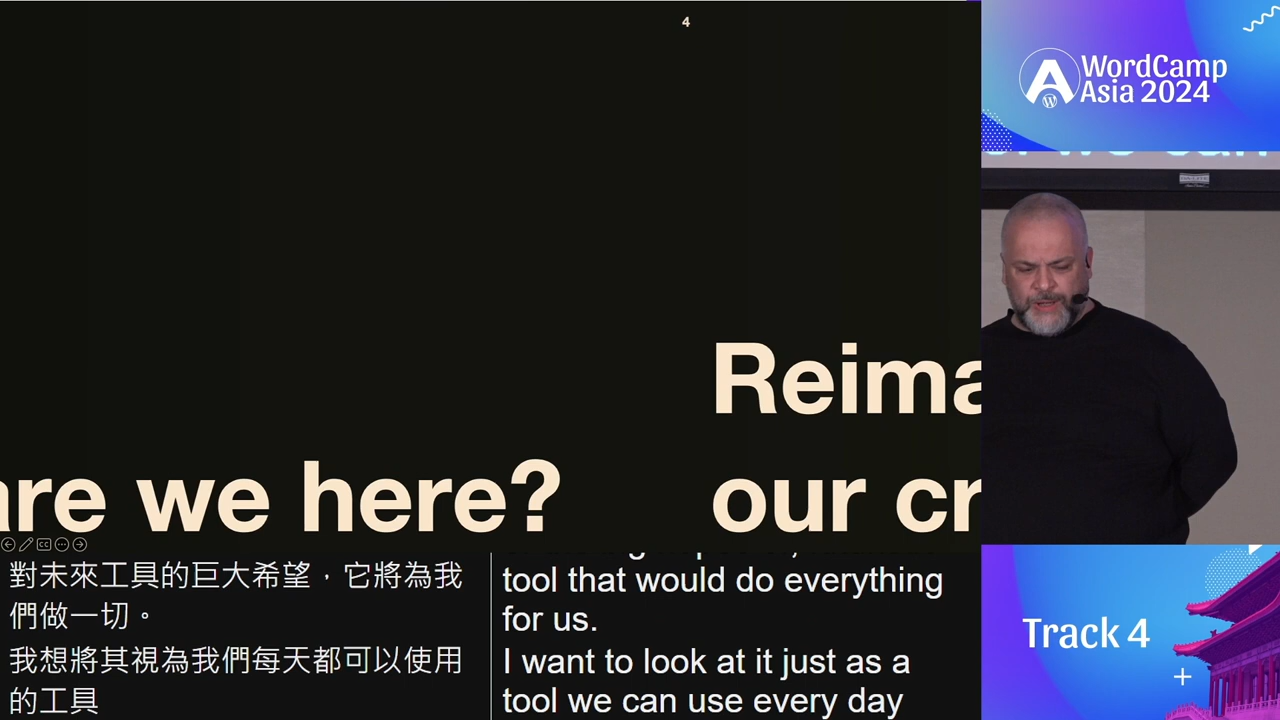 4
Reima
are we here?
our cr
對未來工具的巨大希望，它將為我
們做一切。
我想將其視為我們每天都可以使用
的工具
tool that would do everything
for us.
I want to look at it just as a
tool we can use every day
WordCamp
Asia 2024
Track 4